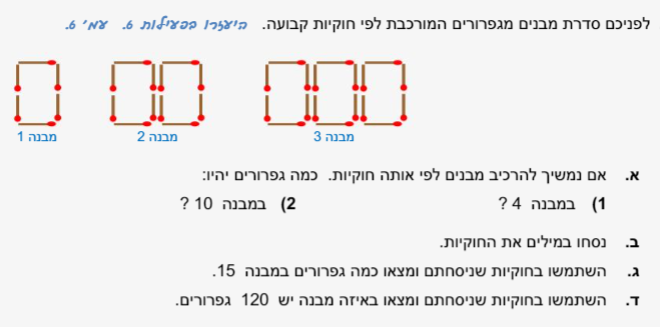 לפניכם סדרת מבנים מגפרורים המורכבת לפי חוקיות קבועה. היעזרו בפעילות 6. עמ' 6.
מבנה 1 מבנה 2 מבנה 3
א. אם נמשיך להרכיב מבנים לפי אותה חוקיות. כמה גפרורים יהיו:
1) במבנה 4 ? 2) במבנה 10 ?
ב. נסחו במילים את החוקיות.
ג. השתמשו בחוקיות שניסחתם ומצאו כמה גפרורים במבנה 15.
ד. השתמשו בחוקיות שניסחתם ומצאו באיזה מבנה יש 120 גפרורים.